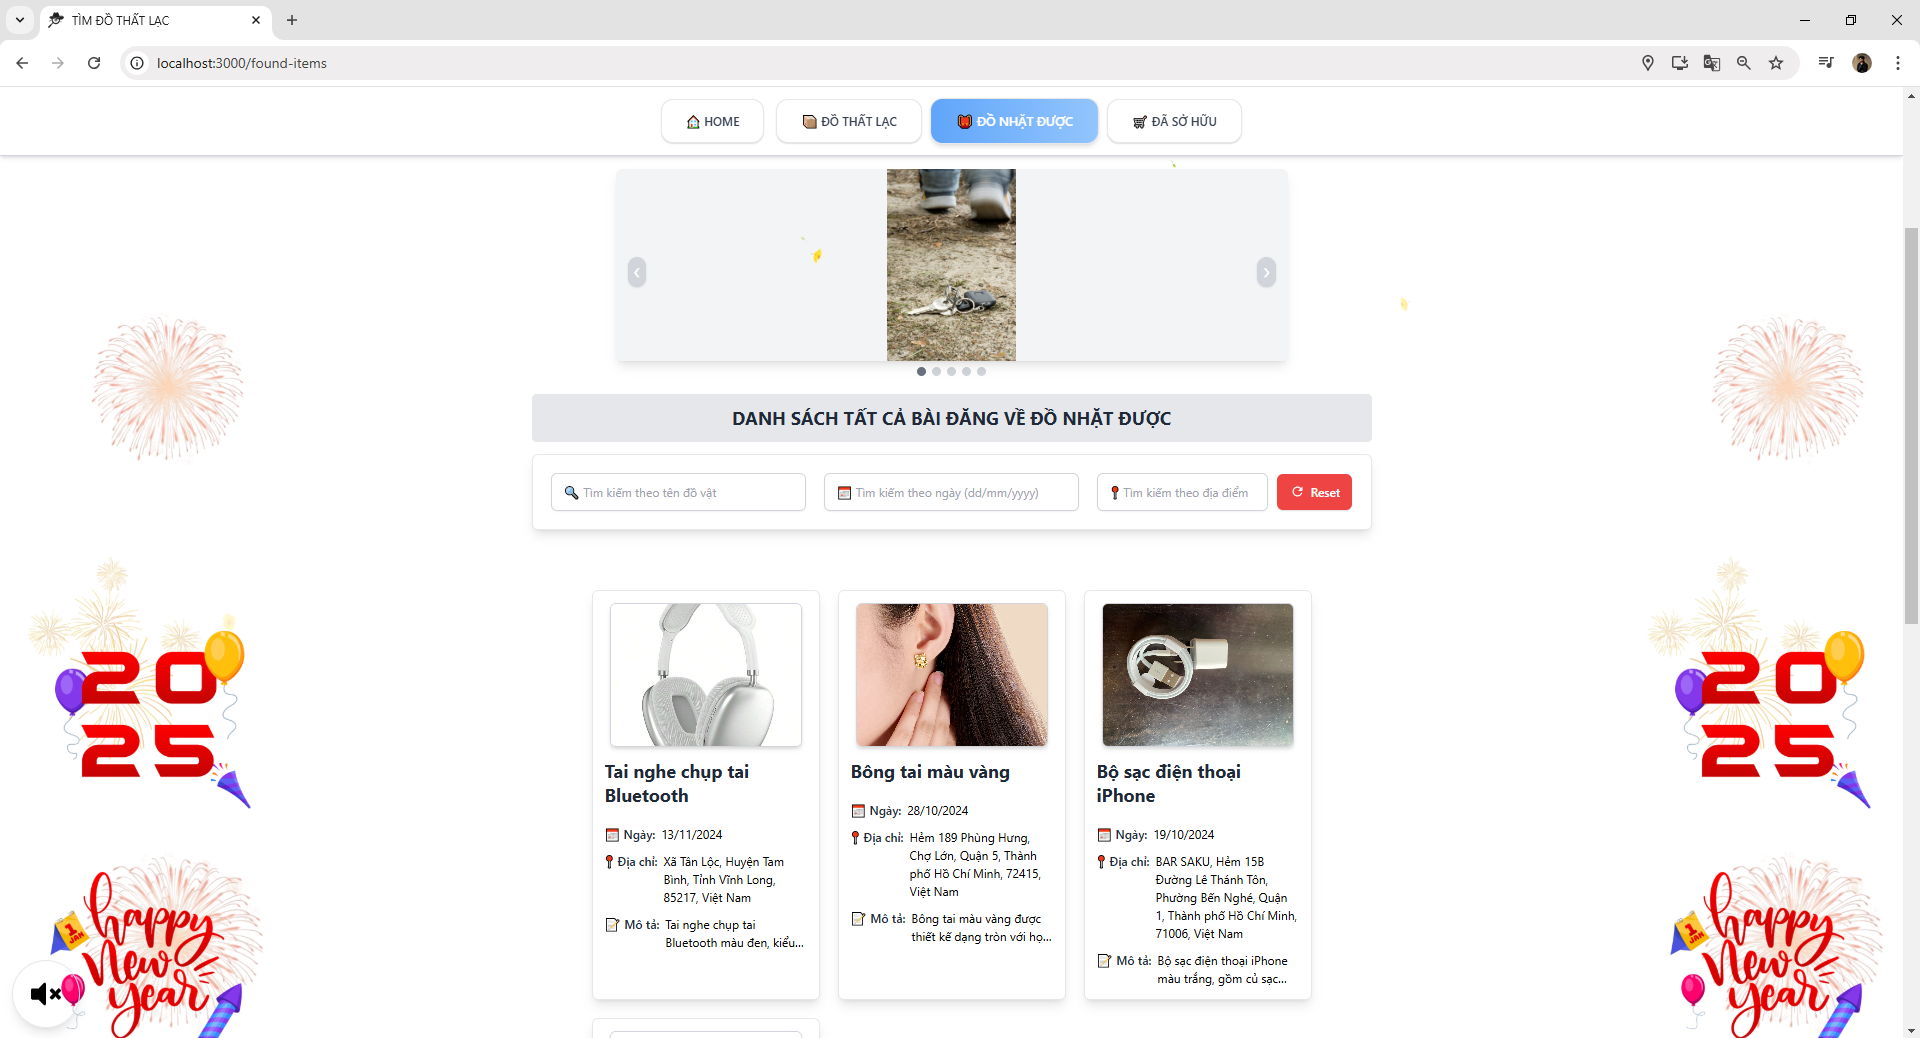 TÌM ĐỒ THẤT LẠC
localhost:3000/found-items
HOME
ĐỒ THẤT LẠC
ĐỒ NHẶT ĐƯỢC
ĐÃ SỞ HỮU
DANH SÁCH TẤT CẢ BÀI ĐĂNG VỀ ĐỒ NHẶT ĐƯỢC
Tìm kiếm theo tên đồ vật
Tìm kiếm theo ngày (dd/mm/yyyy)
Tìm kiếm theo địa điểm
Reset
Tai nghe chụp tai
Bluetooth
Ngày: 13/11/2024
Địa chỉ: Xã Tân Lộc, Huyện Tam
Bình, Tỉnh Vĩnh Long,
85217, Việt Nam
Mô tả: Tai nghe chụp tai
Bluetooth màu đen, kiểu...
Bông tai màu vàng
Ngày: 28/10/2024
Địa chỉ: Hẻm 189 Phùng Hưng,
Chợ Lớn, Quận 5, Thành
phố Hồ Chí Minh, 72415,
Việt Nam
Mô tả: Bông tai màu vàng được
thiết kế dạng tròn với họ...
Bộ sạc điện thoại
iPhone
Ngày: 19/10/2024
Địa chỉ: BAR SAKU, Hẻm 15B
Đường Lê Thánh Tôn,
Phường Bến Nghé, Quận
1, Thành phố Hồ Chí Minh,
71006, Việt Nam
Mô tả: Bộ sạc điện thoại iPhone
màu trắng, gồm củ sạc...
20
25
1
JAN
happy
New
year
20
25
1
JAN
happy
New
year